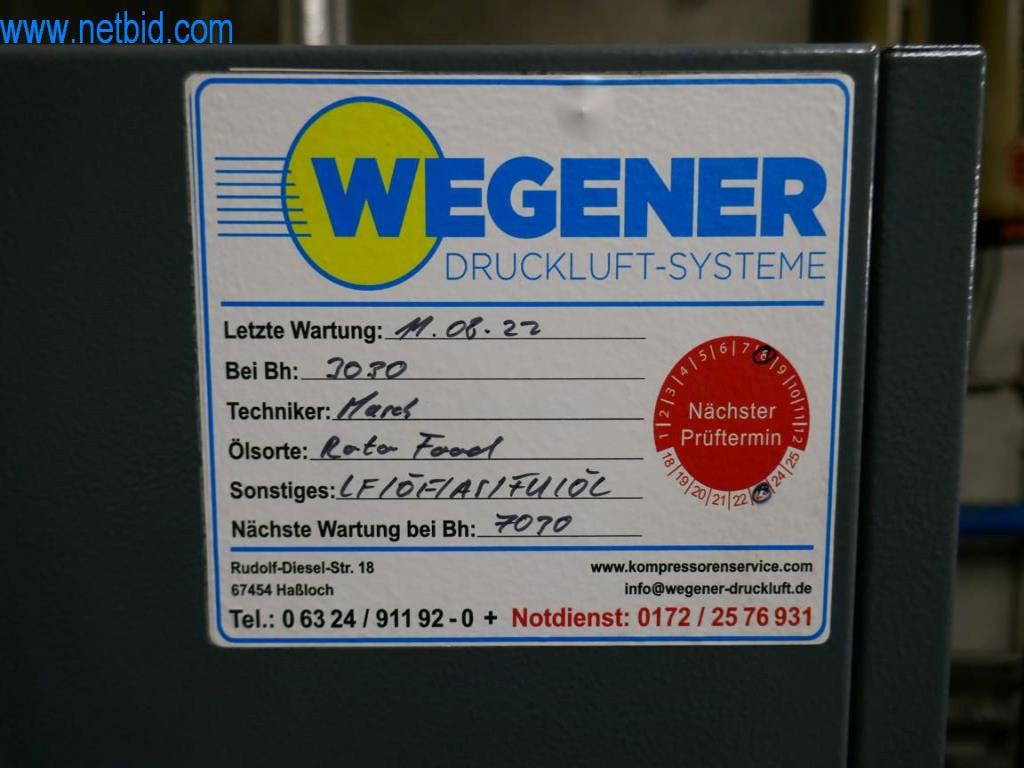 www.netbid.com
WEGENER
DRUCKLUFT-SYSTEME
Letzte Wartung: 11.08.22
Bei Bh: 3030
Techniker:
Ölsorte: Roto Food
Sonstiges: LF/ÖF/AS/FU/ÖL
Nächste Wartung bei Bh: 7030
1 2 3 4 5 6 7 8 9 10 11 12
Nächster
Prüftermin
18 19 20 21 22 23 24 25
Rudolf-Diesel-Str. 18
67454 Haßloch
www.kompressorenservice.com
info@wegener-druckluft.de
Tel.: 0 63 24 / 911 92 - 0 + Notdienst: 0172 / 25 76 931